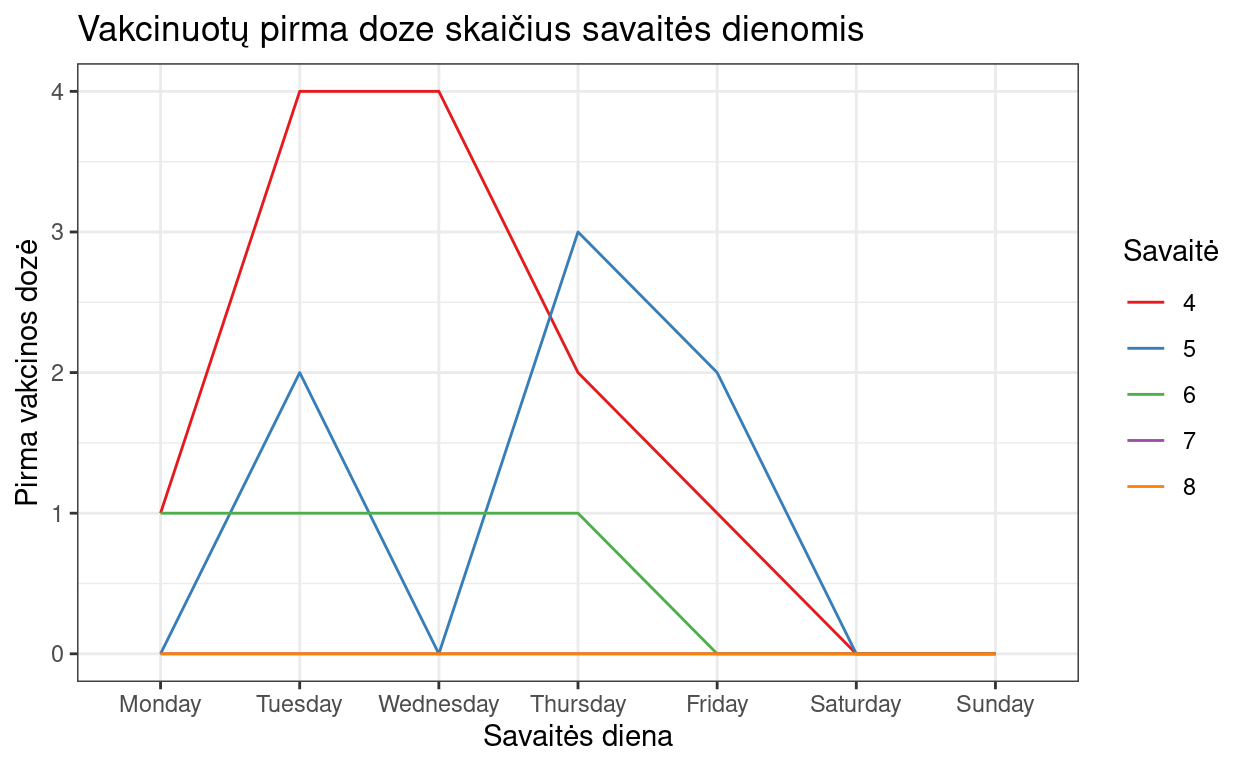 Vakcinuotų pirma doze skaičius savaitės dienomis
Pirma vakcinos dozė
4
3
2
1
0
Monday Tuesday Wednesday Thursday Friday Saturday Sunday
Savaitės diena
Savaitė
4
5
6
7
8